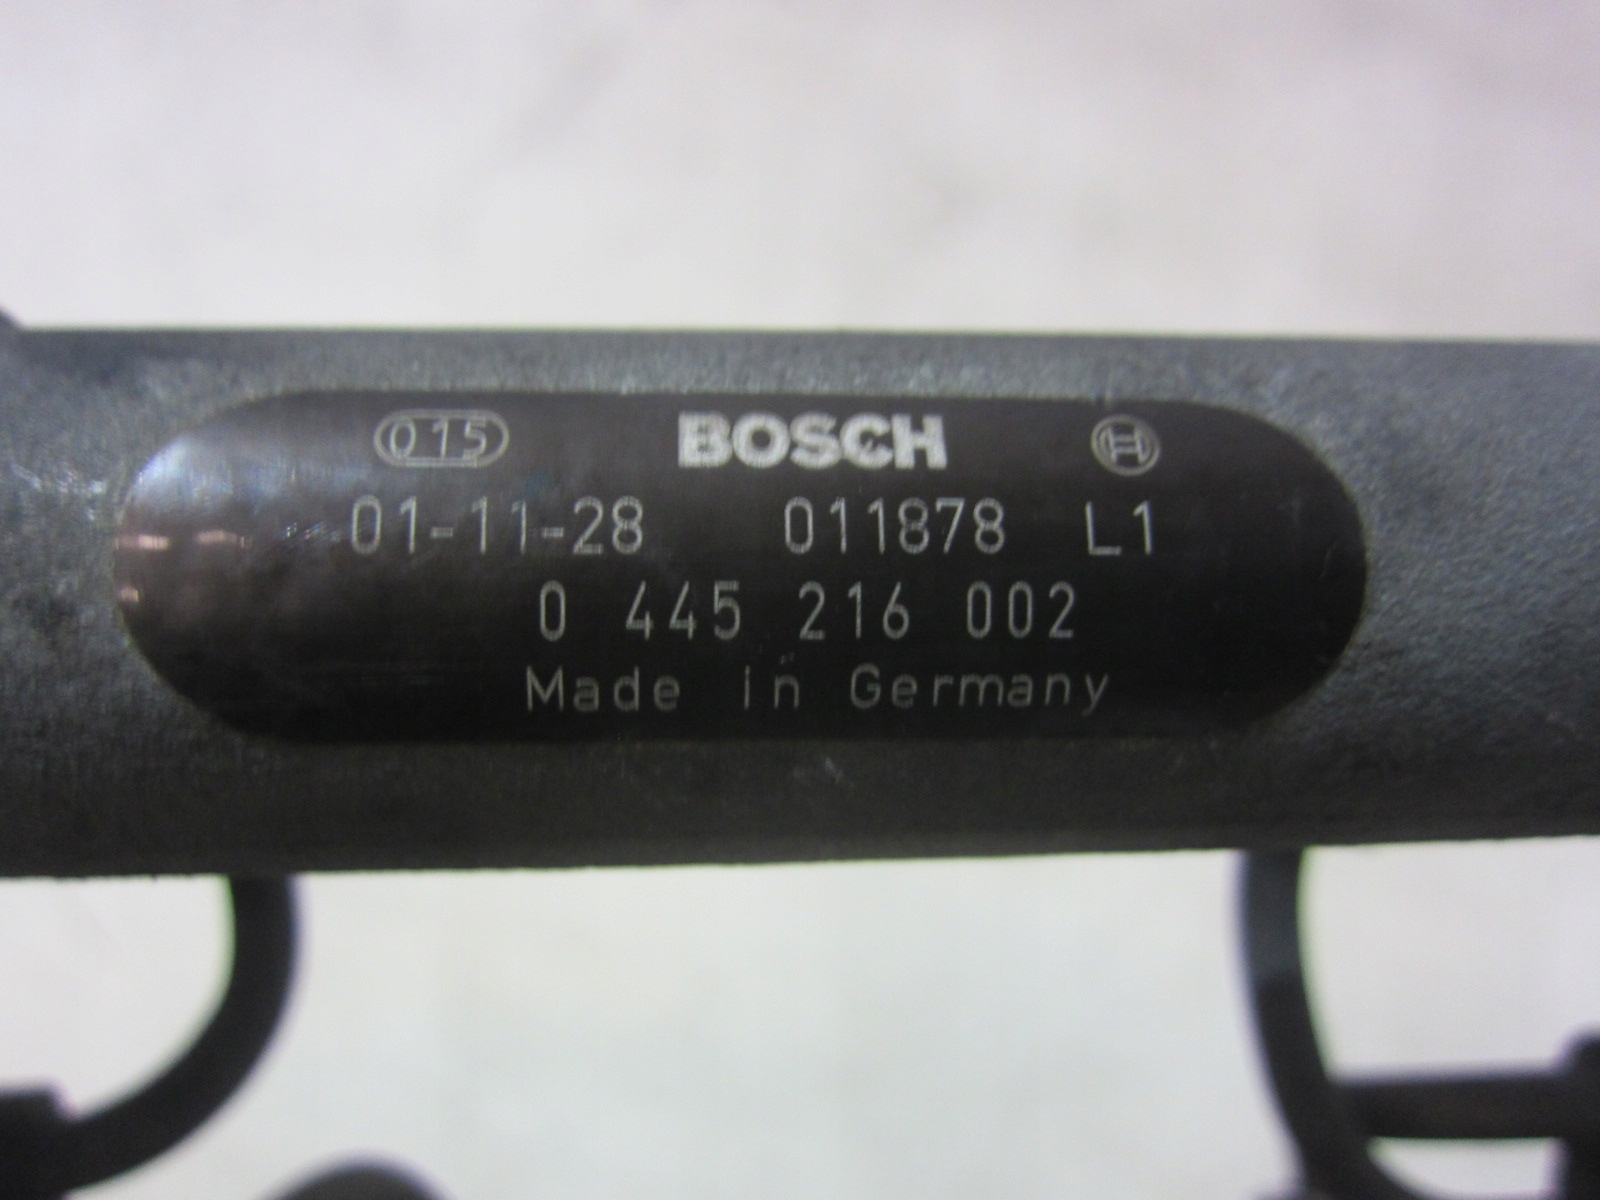 015 BOSCH
01-11-28 011878 L1
0 445 216 002
Made in Germany